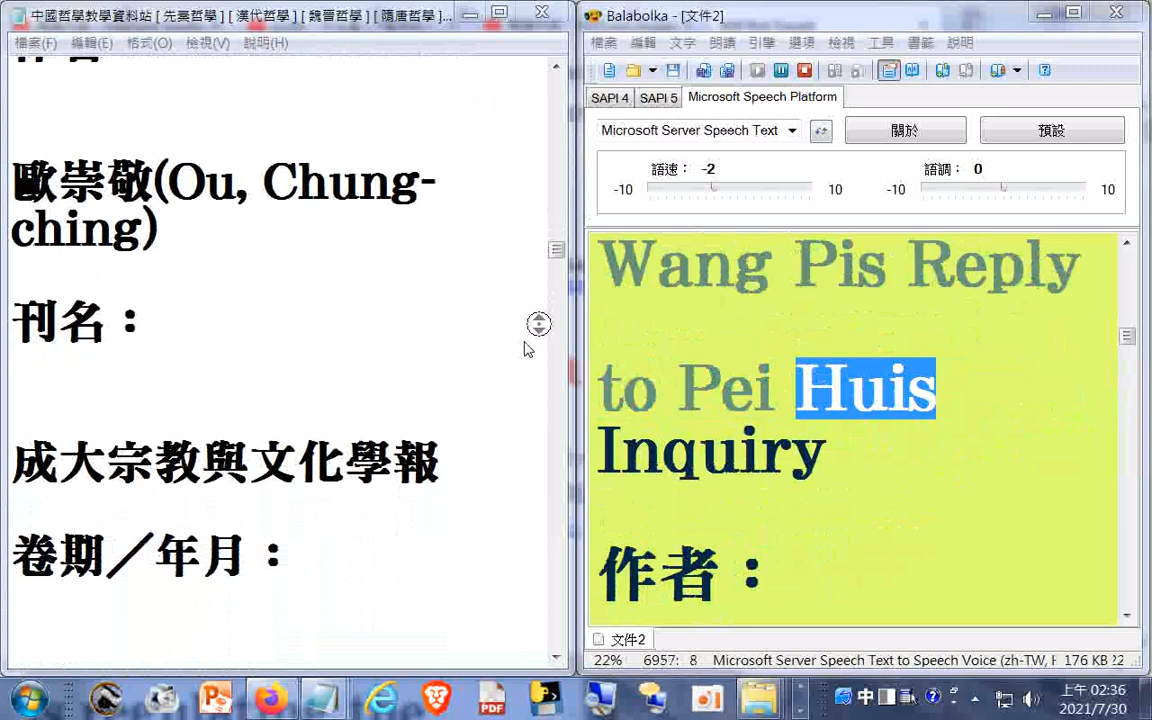 中國哲學教學資料站 [ 先秦哲學 ] [ 漢代哲學 ] [ 魏晉哲學 ] [ 隋唐哲學 ]...
檔案(F) 編輯(E) 格式(O) 檢視(V) 說明(H)
歐崇敬(Ou, Chung-
ching)
刊名：
成大宗教與文化學報
卷期／年月：
Balabolka - [文件2]
檔案 編輯 文字 朗讀 引擎 選項 檢視 工具 書籤 說明
SAPI 4 SAPI 5 Microsoft Speech Platform
Microsoft Server Speech Text 關於 預設
語速： -2 語調： 0
-10 10 -10 10
Wang Pis Reply
to Pei Huis
Inquiry
作者：
文件2
22% 6957: 8 Microsoft Server Speech Text to Speech Voice (zh-TW, H 176 KB
中
上午 02:36
2021/7/30